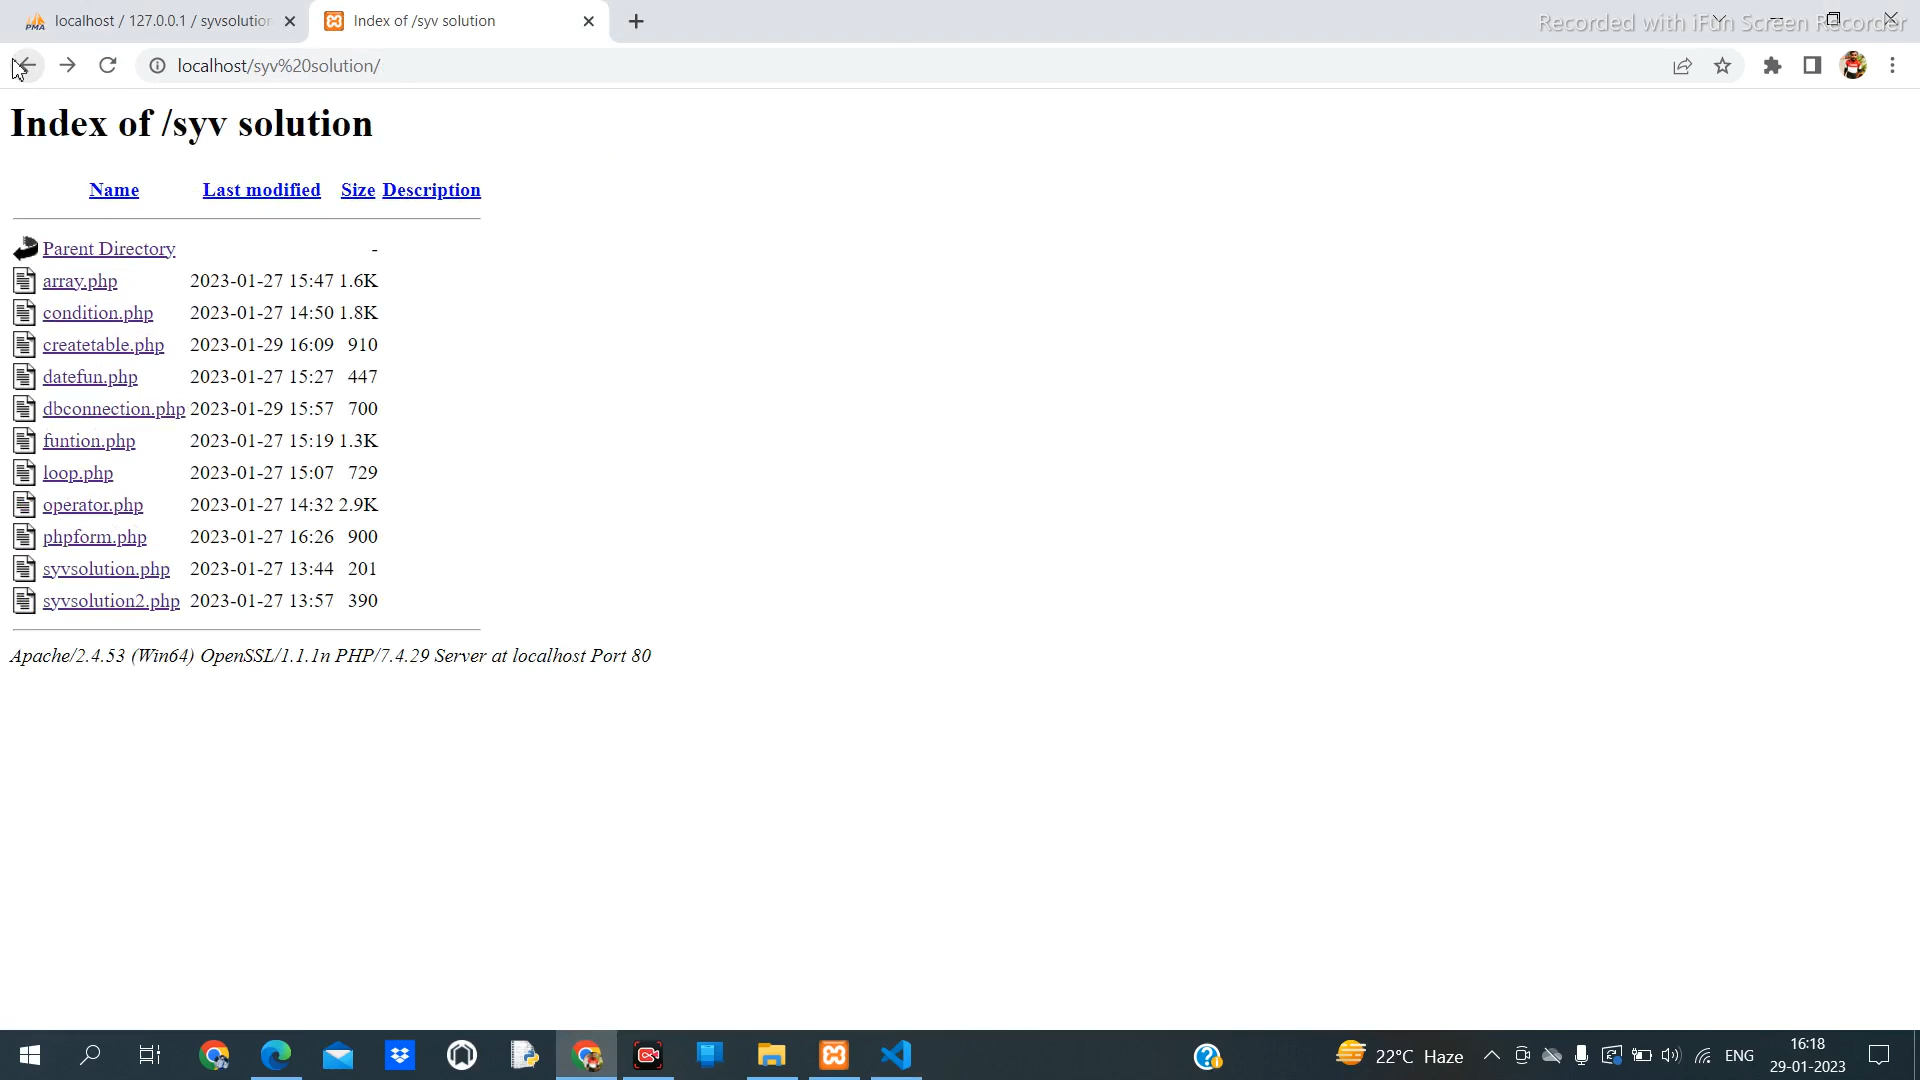 localhost / 127.0.0.1 / syvsolution
Index of /syv solution
Recorded with iFun Screen Recorder
localhost/syv%20solution/
Index of /syv solution
Name Last modified Size Description
Parent Directory -
array.php 2023-01-27 15:47 1.6K
condition.php 2023-01-27 14:50 1.8K
createtable.php 2023-01-29 16:09 910
datefun.php 2023-01-27 15:27 447
dbconnection.php 2023-01-29 15:57 700
funtion.php 2023-01-27 15:19 1.3K
loop.php 2023-01-27 15:07 729
operator.php 2023-01-27 14:32 2.9K
phpform.php 2023-01-27 16:26 900
syvsolution.php 2023-01-27 13:44 201
syvsolution2.php 2023-01-27 13:57 390
Apache/2.4.53 (Win64) OpenSSL/1.1.1n PHP/7.4.29 Server at localhost Port 80
22°C Haze
ENG
16:18
29-01-2023